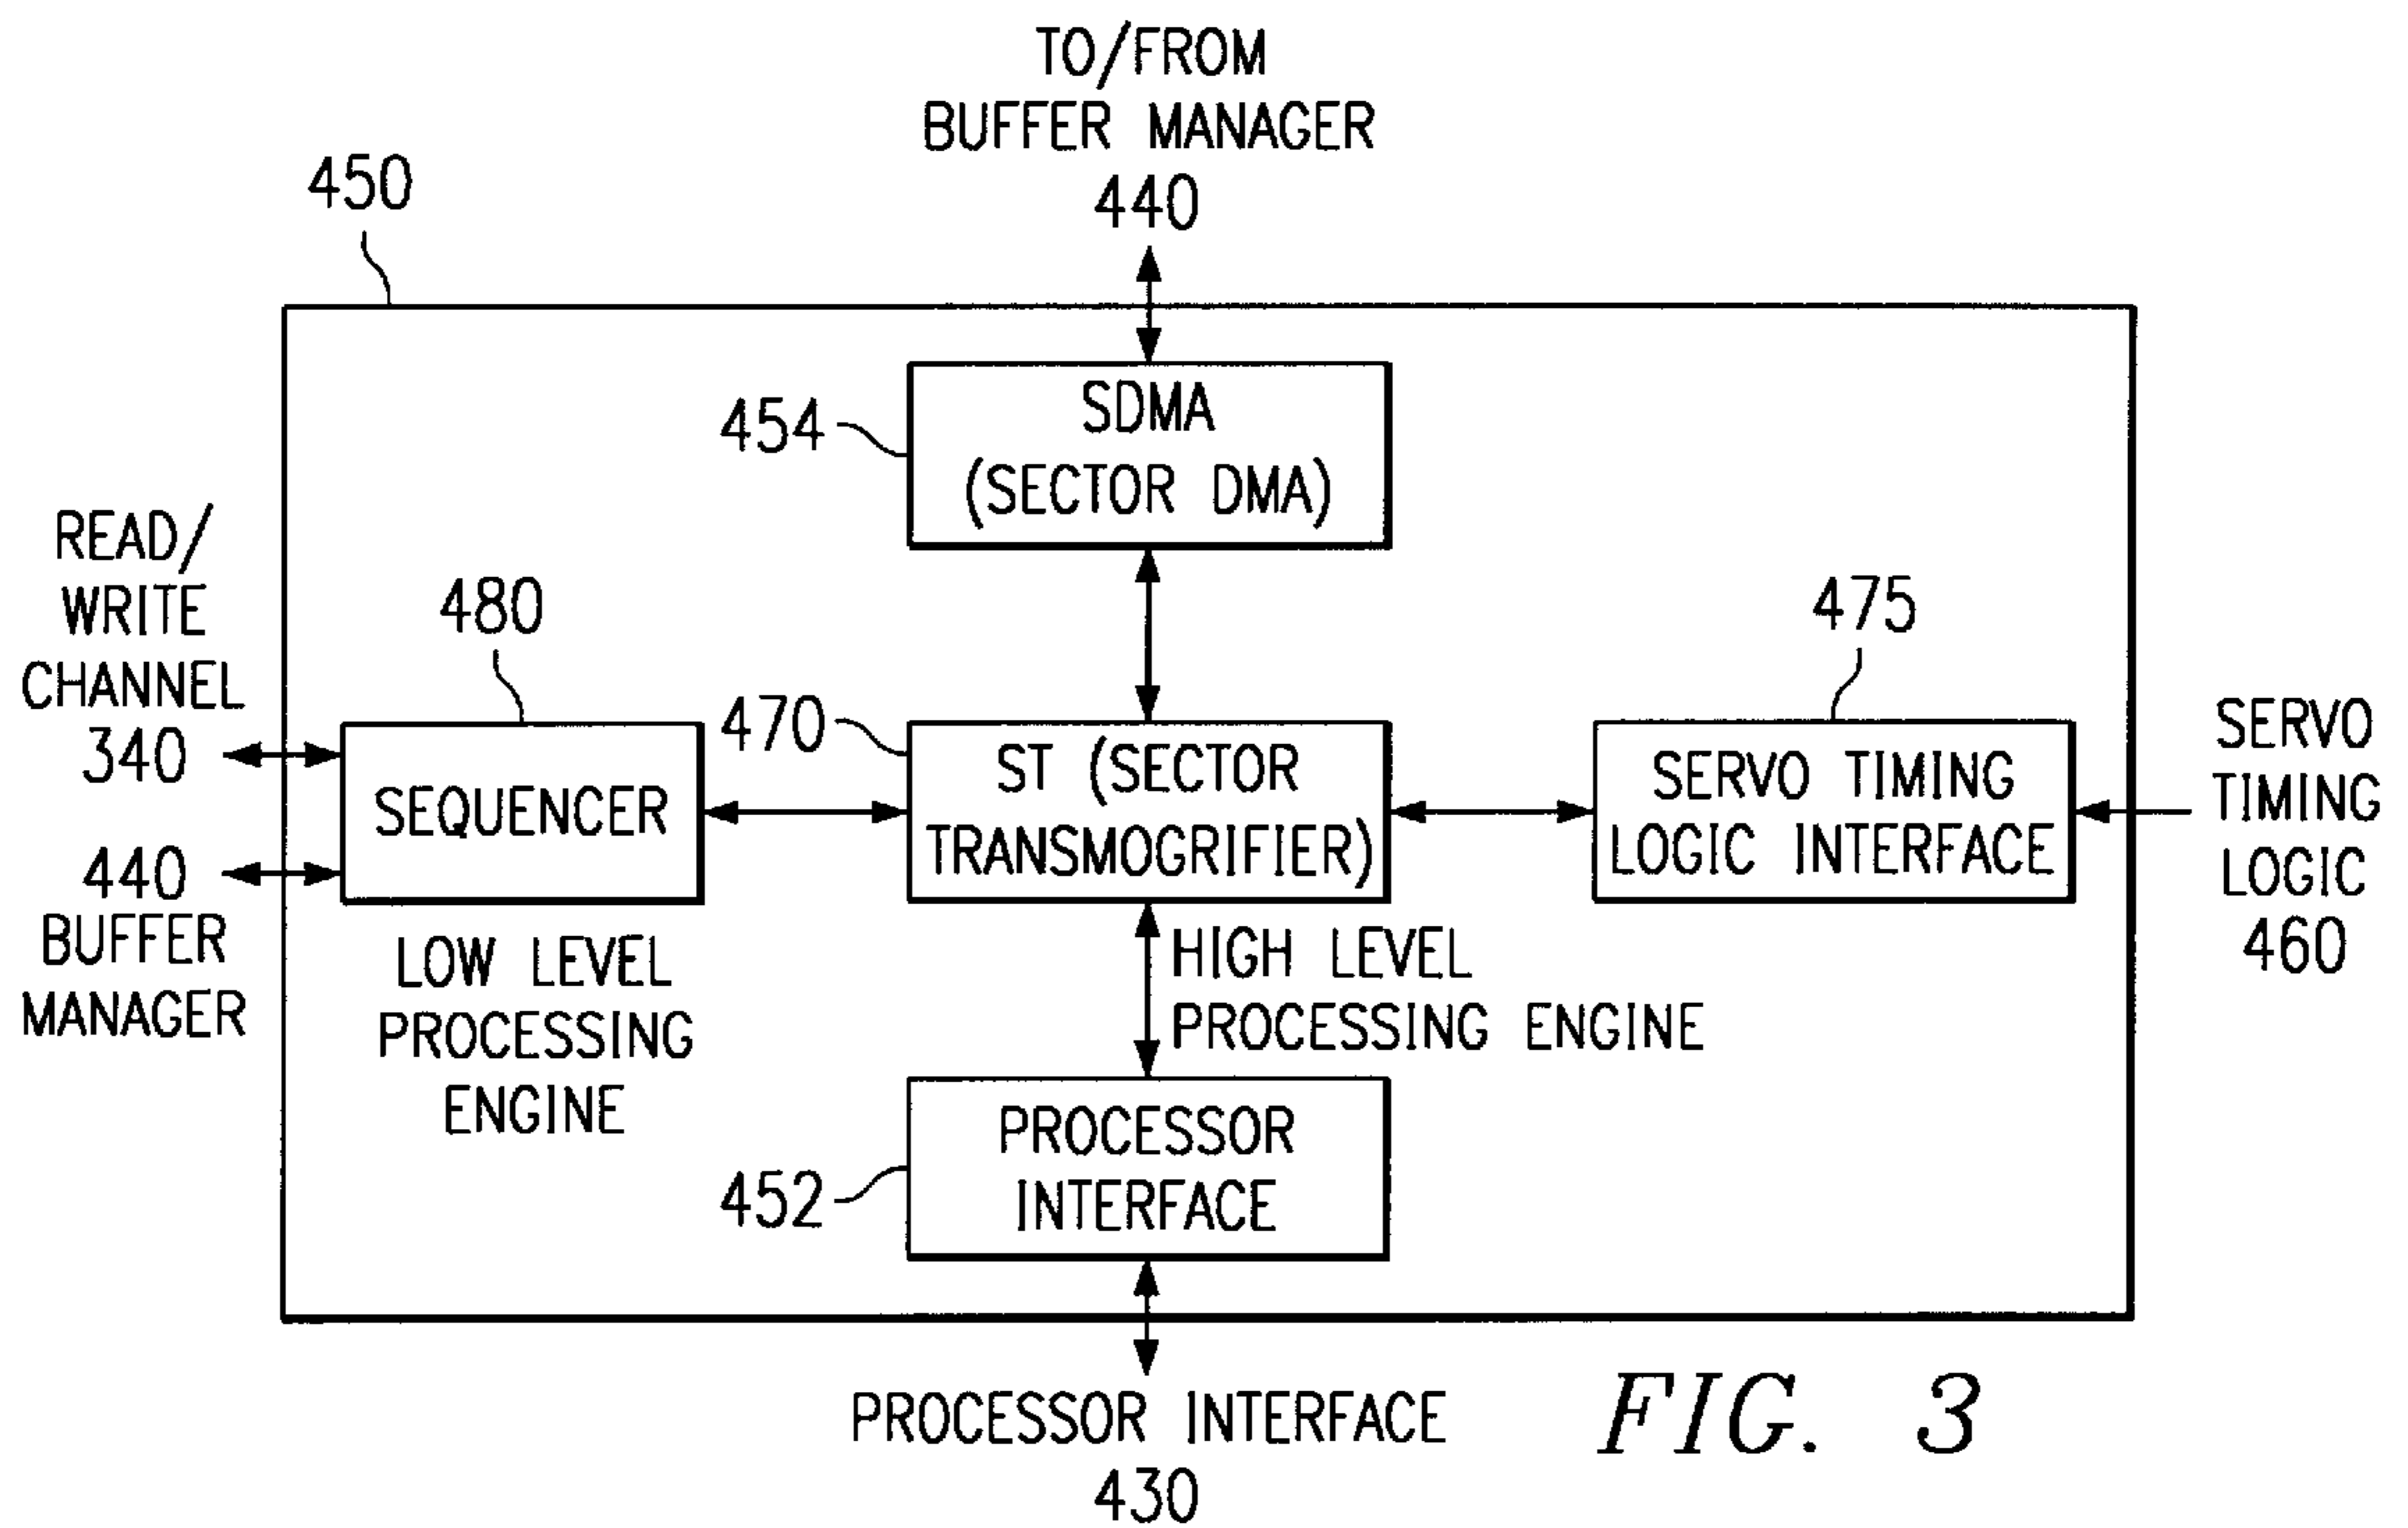 TO/FROM
BUFFER MANAGER
440
450
454
SDMA
(SECTOR DMA)
READ/
WRITE
CHANNEL
340
480
470
475
SEQUENCER
ST (SECTOR
TRANSMOGRIFIER)
SERVO TIMING
LOGIC INTERFACE
SERVO
TIMING
LOGIC
460
440
BUFFER
MANAGER
LOW LEVEL
PROCESSING
ENGINE
HIGH LEVEL
PROCESSING ENGINE
452
PROCESSOR
INTERFACE
PROCESSOR INTERFACE
430
FIG. 3